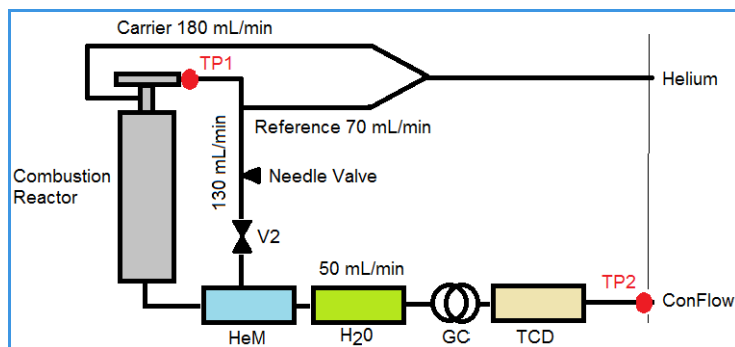 Carrier 180 mL/min
TP1
Helium
Reference 70 mL/min
130 mL/min
Combustion
Reactor
Needle Valve
V2
50 mL/min
TP2
ConFlow
HeM
H20
GC
TCD